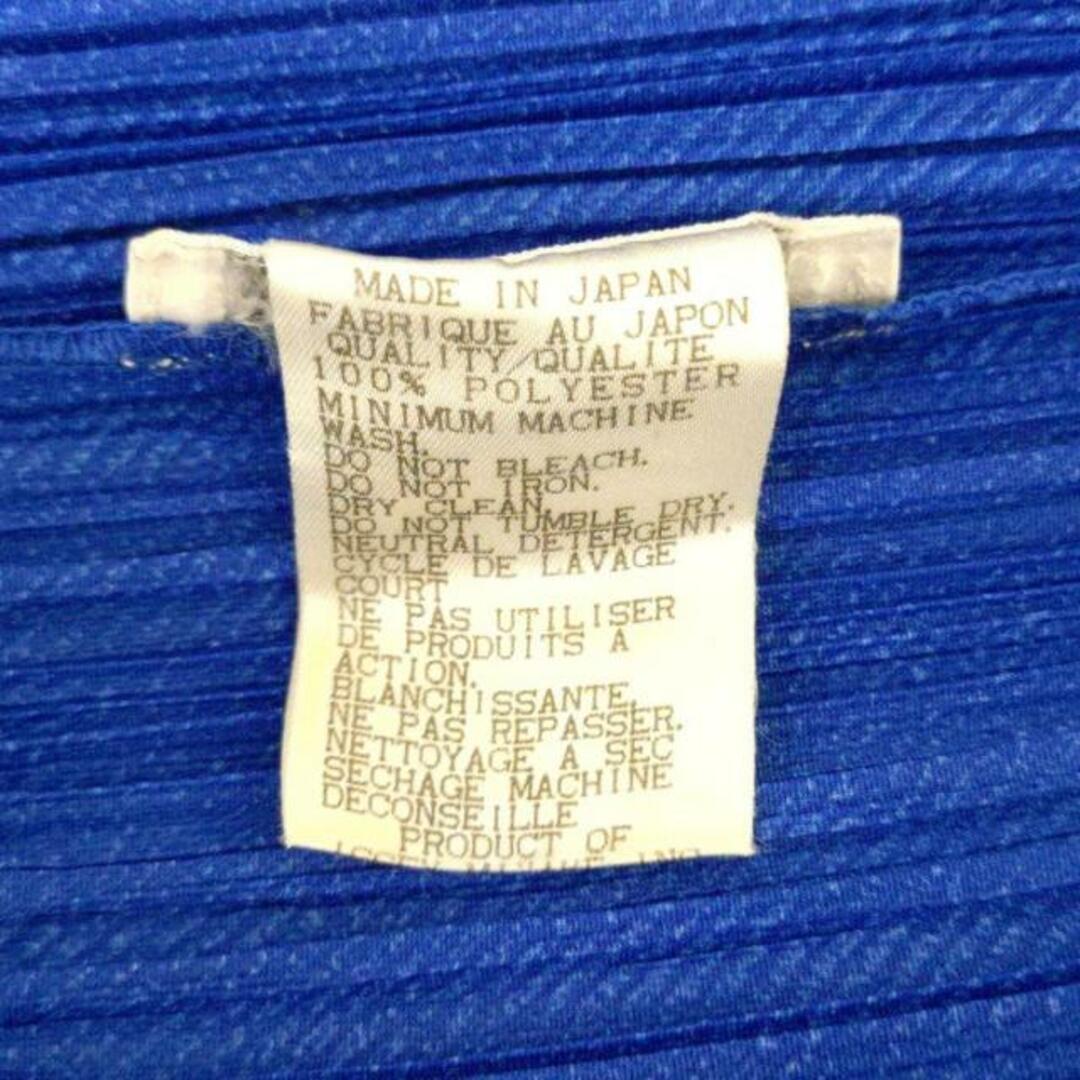 MADE IN JAPAN
FABRIQUE AU JAPON
QUALITY/QUALITE
100% POLYESTER
MINIMUM MACHINE
WASH.
DO NOT BLEACH.
DO NOT IRON.
DRY CLEAN.
DO NOT TUMBLE DRY.
NEUTRAL DETERGENT.
CYCLE DE LAVAGE
COURT
NE PAS UTILISER
DE PRODUITS A
ACTION.
BLANCHISSANTE.
NE PAS REPASSER.
NETTOYAGE A SEC
SECHAGE MACHINE
DECONSEILLE
PRODUCT OF